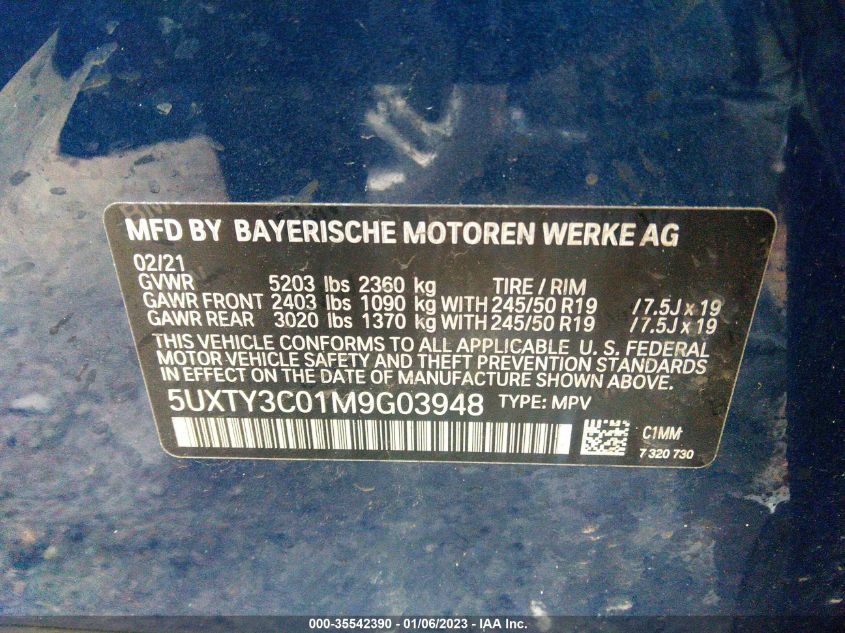 MFD BY BAYERISCHE MOTOREN WERKE AG
02/21
GVWR 5203 lbs 2360 kg TIRE / RIM
GAWR FRONT 2403 lbs 1090 kg WITH 245/50 R19 / 7.5J x 19
GAWR REAR 3020 lbs 1370 kg WITH 245/50 R19 / 7.5J x 19
THIS VEHICLE CONFORMS TO ALL APPLICABLE U. S. FEDERAL
MOTOR VEHICLE SAFETY AND THEFT PREVENTION STANDARDS
IN EFFECT ON THE DATE OF MANUFACTURE SHOWN ABOVE.
5UXTY3C01M9G03948 TYPE: MPV
C1MM
7 320 730
000-35542390 - 01/06/2023 - IAA Inc.